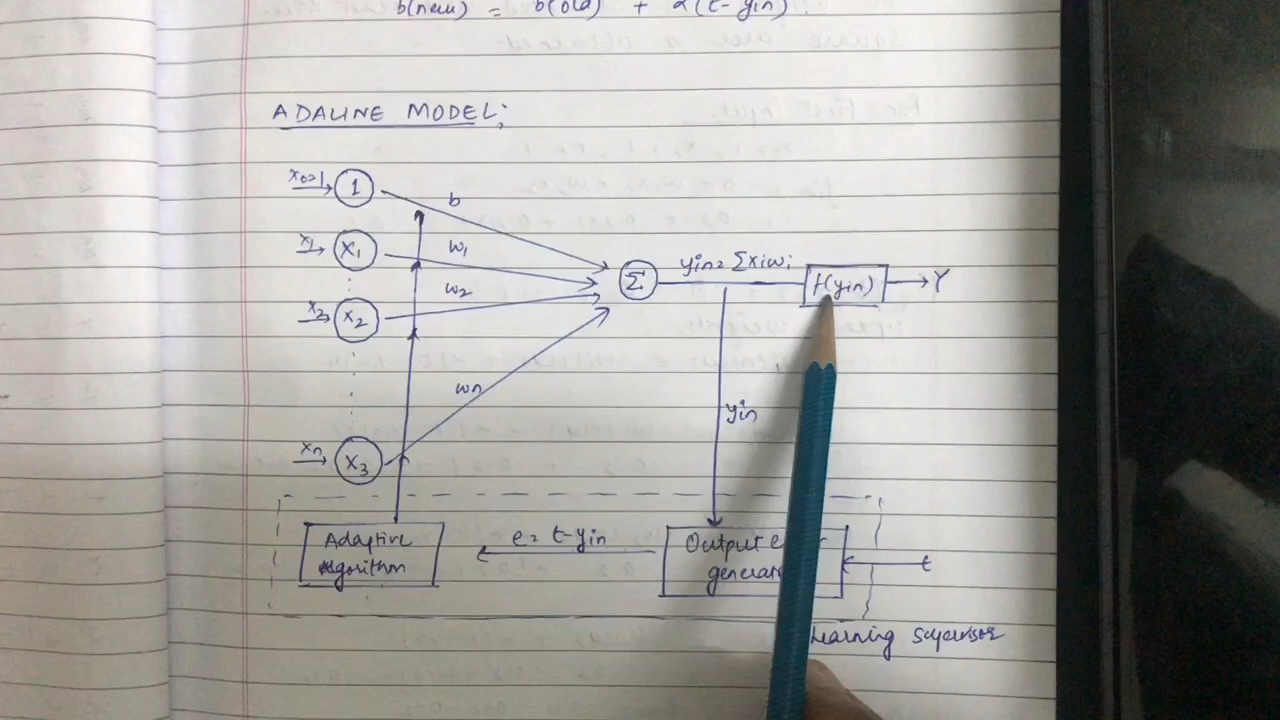 b(new) = b(old) + α(t-yin).
ADALINE MODEL;
x0=1 1 b
x1 X1 w1
x2 X2 w2
Σ yin = Σxiwi f(yin) Y
yin
wn
xn X3
Adaptive algorithm
e = t-yin
Output
t
Learning supervisor